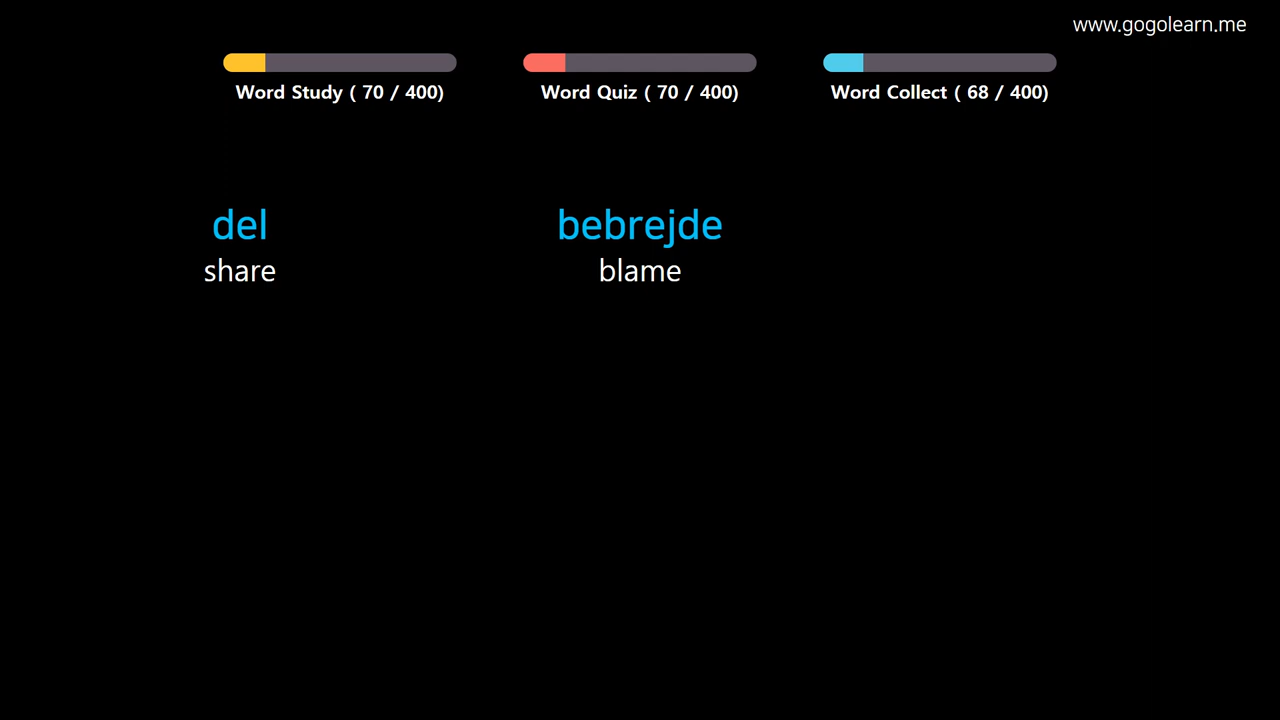 www.gogolearn.me
Word Study ( 70 / 400)
Word Quiz ( 70 / 400)
Word Collect ( 68 / 400)
del
share
bebrejde
blame